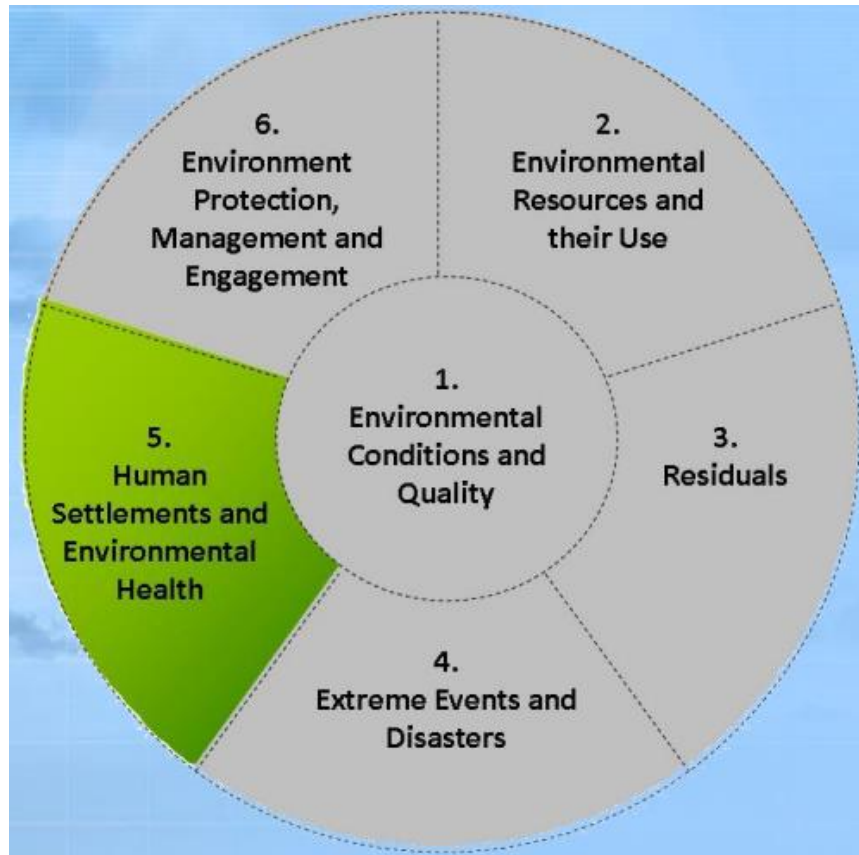 1.
Environmental
Conditions and
Quality
2.
Environmental
Resources and
their Use
3.
Residuals
4.
Extreme Events and
Disasters
5.
Human
Settlements and
Environmental
Health
6.
Environment
Protection,
Management and
Engagement